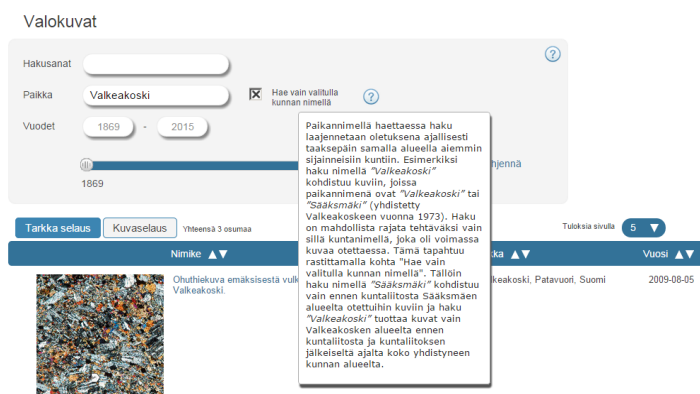 Valokuvat
Hakusanat
Paikka
Valkeakoski
Hae vain valitulla
kunnan nimellä
?
?
Vuodet
1869
-
2015
1869
Paikannimellä haettaessa haku
laajennetaan oletuksena ajallisesti
taaksepäin samalla alueella aiemmin
sijainneisiin kuntiin. Esimerkiksi
haku nimellä "Valkeakoski"
kohdistuu kuviin, joissa
paikannimenä ovat "Valkeakoski" tai
"Sääksmäki" (yhdistetty
Valkeakoskeen vuonna 1973). Haku
on mahdollista rajata tehtäväksi vain
sillä kuntanimellä, joka oli voimassa
kuvaa otettaessa. Tämä tapahtuu
rastittamalla kohta "Hae vain
valitulla kunnan nimellä". Tällöin
haku nimellä "Sääksmäki" kohdistuu
vain ennen kuntaliitosta Sääksmäen
alueelta otettuihin kuviin ja haku
"Valkeakoski" tuottaa kuvat vain
Valkeakosken alueelta ennen
kuntaliitosta ja kuntaliitoksen
jälkeiseltä ajalta koko yhdistyneen
kunnan alueelta.
hjennä
Tarkka selaus
Kuvaselaus
Yhteensä 3 osumaa
Tuloksia sivulla
5 ▼
Nimike ▲▼
kka ▲▼
Vuosi ▲▼
Ohuthiekuva emäksisestä vulk
Valkeakoski.
lkeakoski, Patavuori, Suomi
2009-08-05